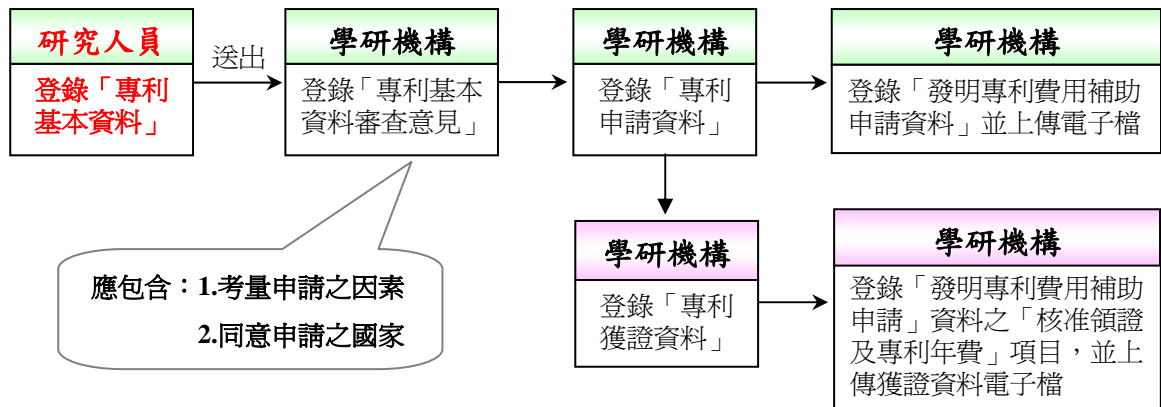 研究人員
登錄「專利
基本資料」
送出
學研機構
登錄「專利基本
資料審查意見」
學研機構
登錄「專利
申請資料」
學研機構
登錄「發明專利費用補助
申請資料」並上傳電子檔
應包含：1.考量申請之因素
2.同意申請之國家
學研機構
登錄「專利
獲證資料」
學研機構
登錄「發明專利費用補助
申請」資料之「核准領證
及專利年費」項目，並上
傳獲證資料電子檔